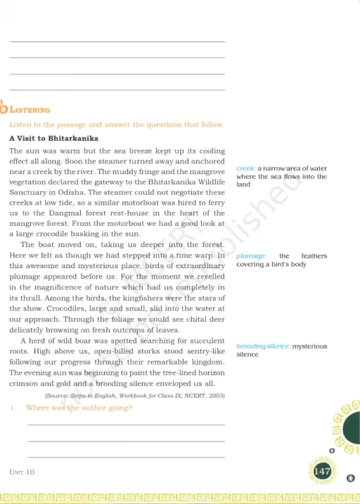 LISTENING
Listen to the passage and answer the questions that follow.
A Visit to Bhitarkanika
The sun was warm but the sea breeze kept up its cooling
effect all along. Soon the steamer turned away and anchored
near a creek by the river. The muddy fringe and the mangrove
vegetation declared the gateway to the Bhitarkanika Wildlife
Sanctuary in Odisha. The steamer could not negotiate these
creeks at low tide, so a similar motorboat was hired to ferry
us to the Dangmal forest rest-house in the heart of the
mangrove forest. From the motorboat we had a good look at
a large crocodile basking in the sun.
creek: a narrow area of water
where the sea flows into the
land
The boat moved on, taking us deeper into the forest.
Here we felt as though we had stepped into a time warp. In
this awesome and mysterious place, birds of extraordinary
plumage appeared before us. For the moment we revelled
in the magnificence of nature which had us completely in
its thrall. Among the birds, the kingfishers were the stars of
the show. Crocodiles, large and small, slid into the water at
our approach. Through the foliage we could see chital deer
delicately browsing on fresh outcrops of leaves.
plumage: the feathers
covering a bird's body
A herd of wild boar was spotted searching for succulent
roots. High above us, open-billed storks stood sentry-like
following our progress through their remarkable kingdom.
The evening sun was beginning to paint the tree-lined horizon
crimson and gold and a brooding silence enveloped us all.
brooding silence: mysterious
silence
(Source: Steps to English, Workbook for Class IX, NCERT, 2003)
1. Where was the author going?
UNIT 10
147